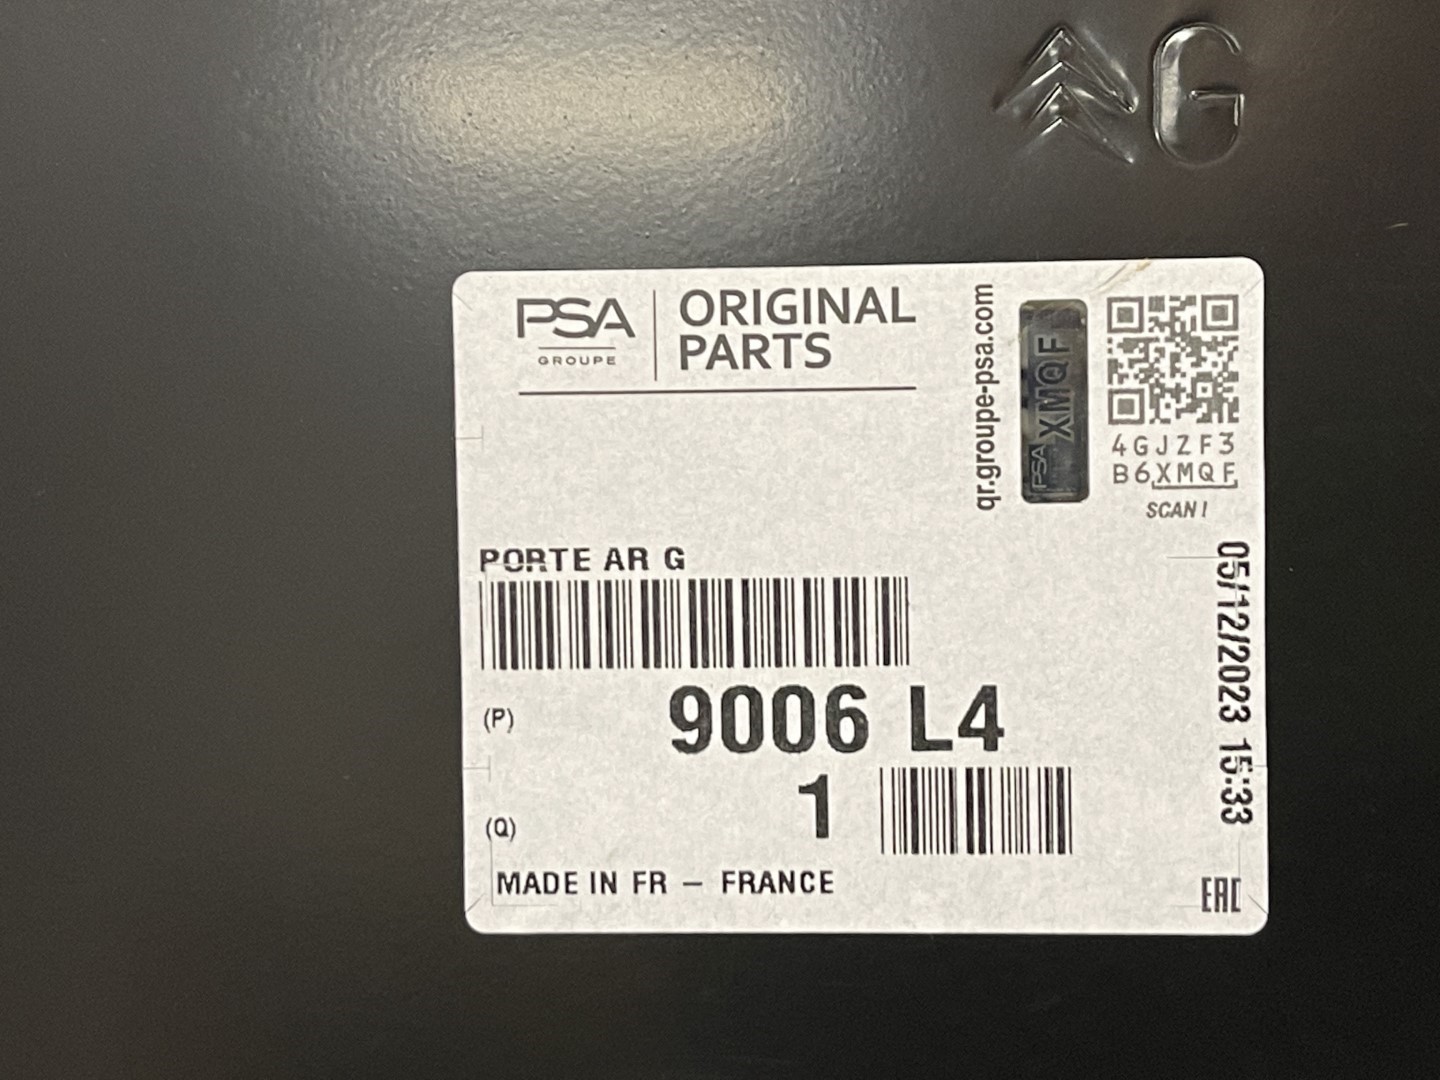 G
PSA
GROUPE
ORIGINAL
PARTS
qr.groupe-psa.com
PSA XMQF
4GJZF3
B6XMQF
SCAN!
PORTE AR G
05/12/2023 15:33
(P) 9006 L4
(Q) 1
MADE IN FR – FRANCE
EAC